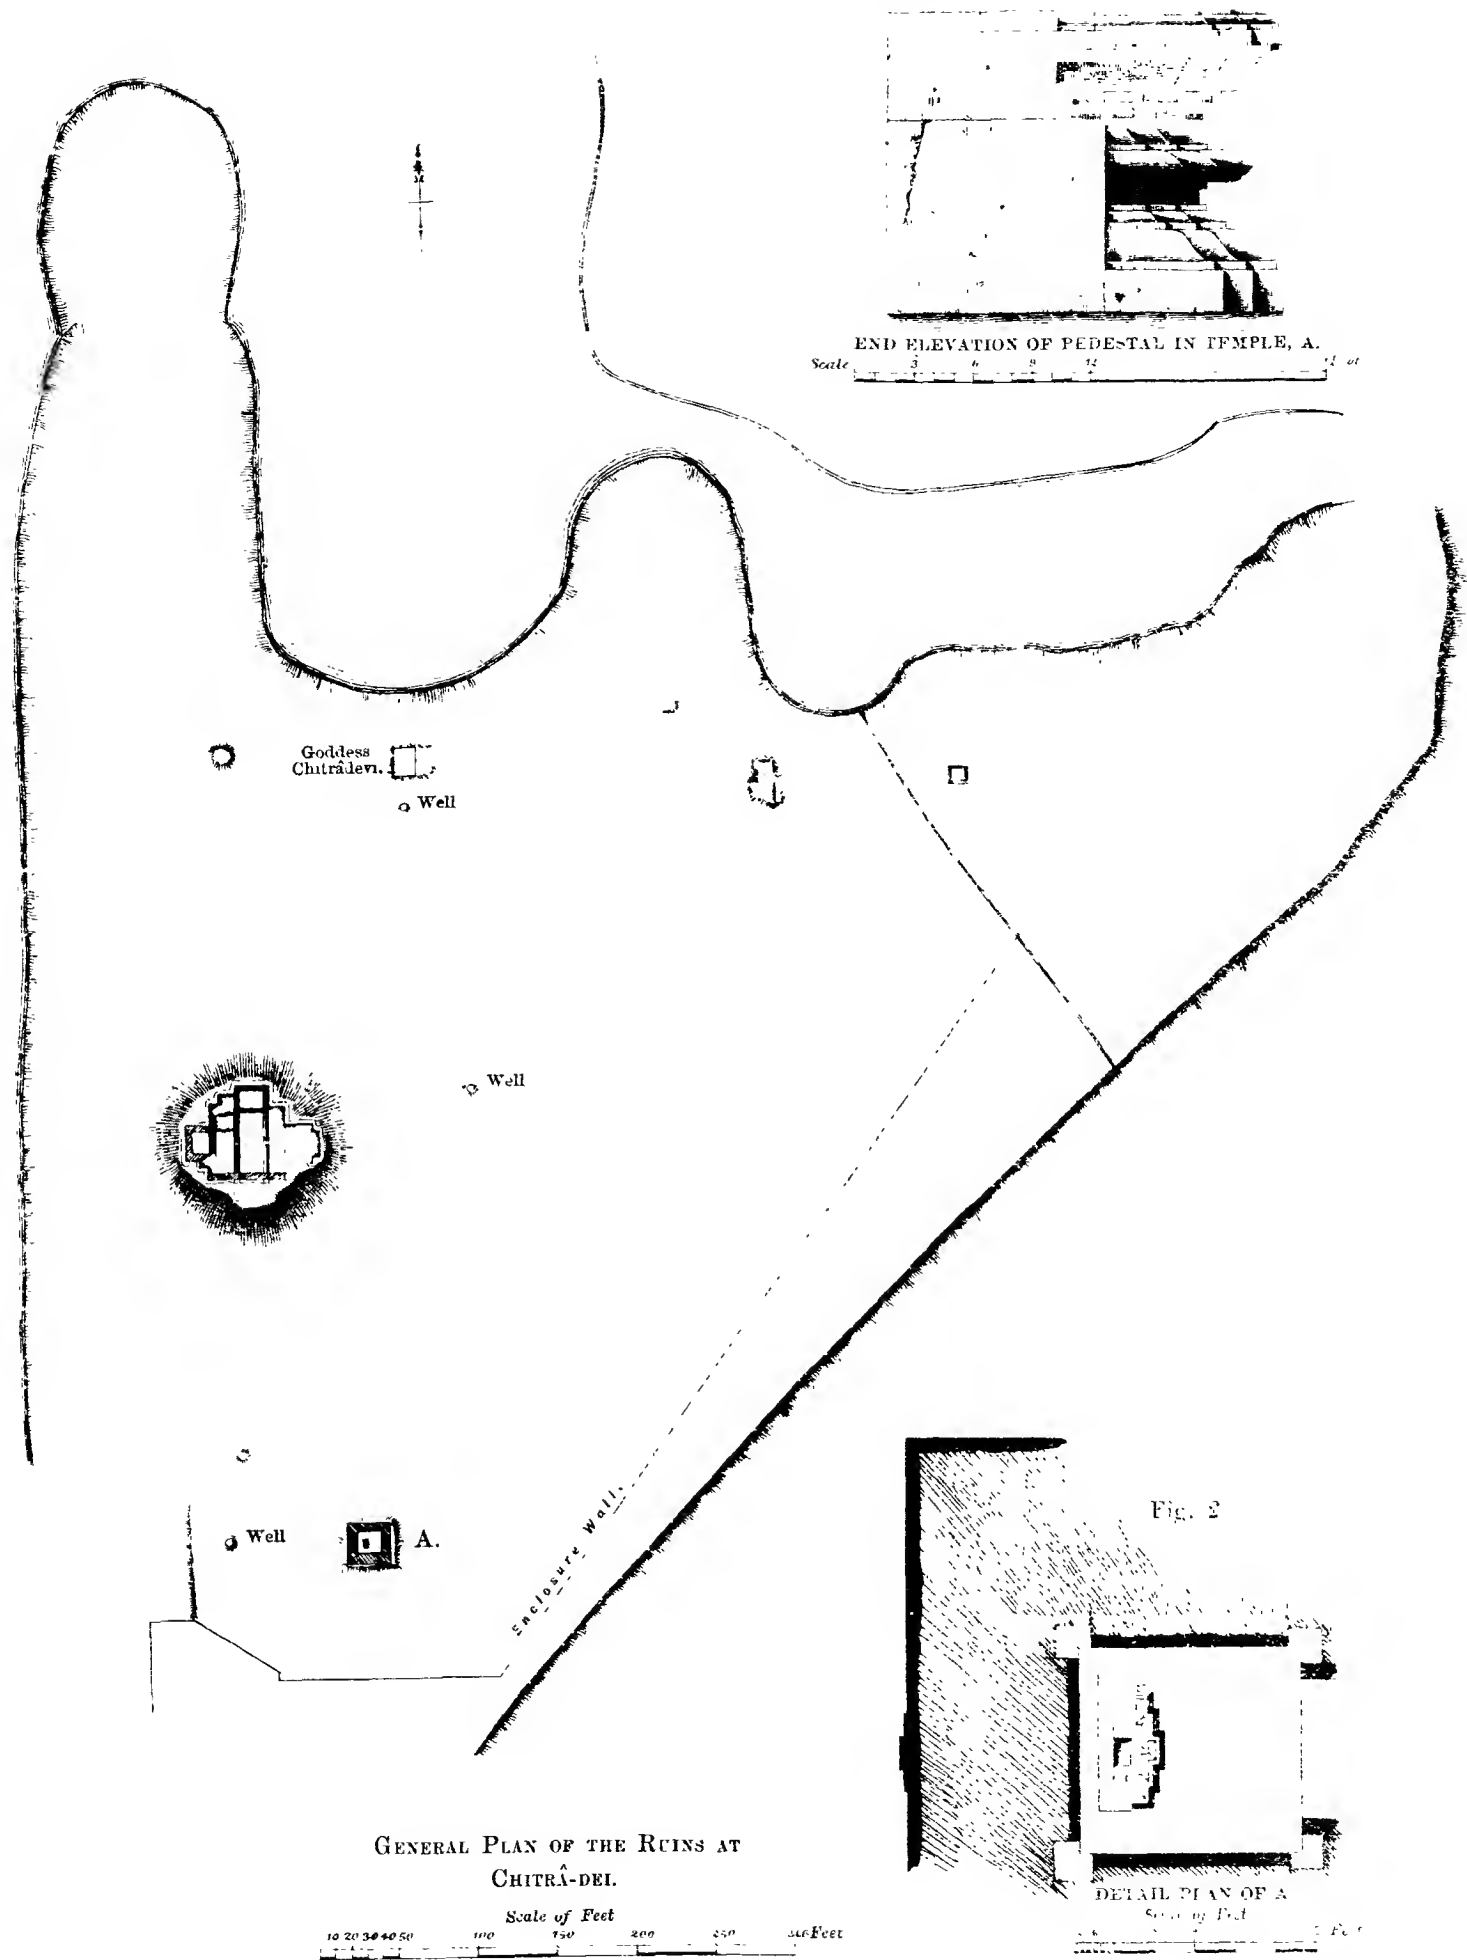 END ELEVATION OF PEDESTAL IN TEMPLE, A.
Scale 3 6 9 12
Goddess
Chitrâdevi.
Well
Well
Well
A.
Enclosure Wall.
Fig. 2
GENERAL PLAN OF THE RUINS AT
CHITRÂ-DEI.
Scale of Feet
10 20 30 40 50 100 150 200 250 Feet
DETAIL PLAN OF A